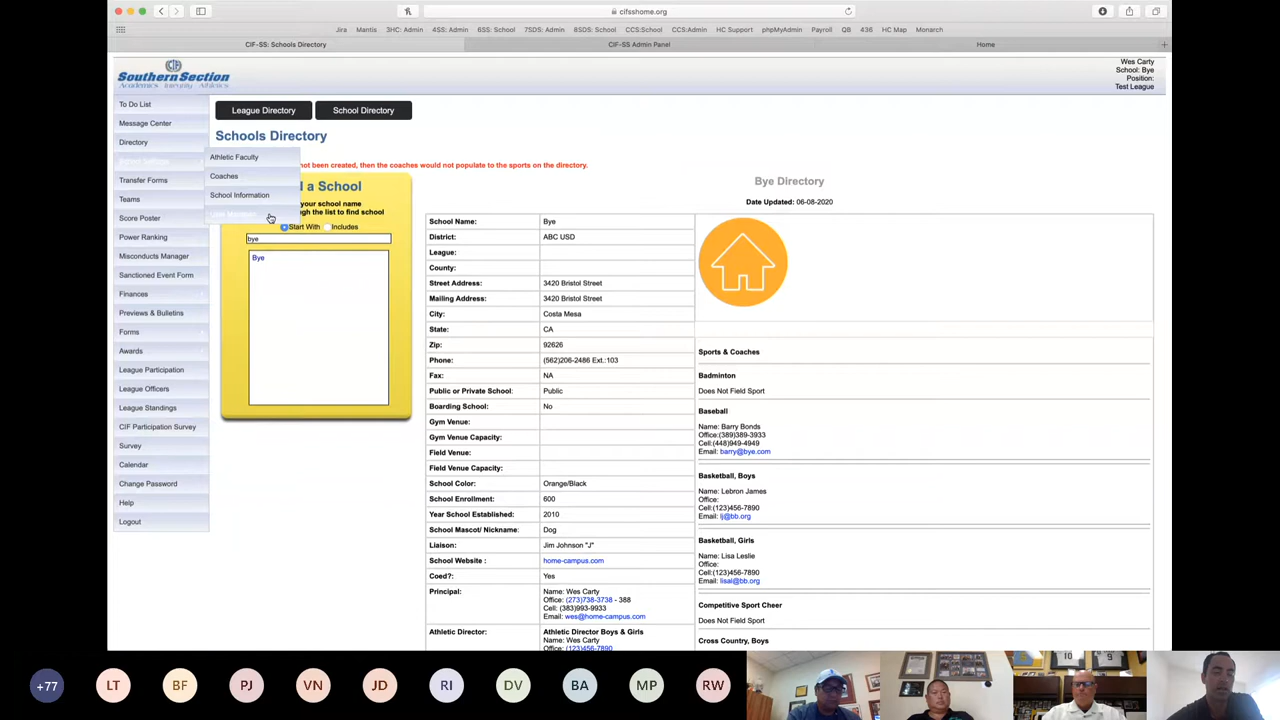 cifsshome.org
Jira Mantis 3HC: Admin 4SS: Admin 6SS: School 7SDS: Admin 8SDS: School CCS:School CCS:Admin HC Support phpMyAdmin Payroll QB 436 HC Map Monarch
CIF-SS: Schools Directory CIF-SS Admin Panel Home
CIF
Southern Section
Academics Integrity Athletics
Wes Carty
School: Bye
Position:
Test League
To Do List
Message Center
Directory
Transfer Forms
Teams
Score Poster
Power Ranking
Misconducts Manager
Sanctioned Event Form
Finances
Previews & Bulletins
Forms
Awards
League Participation
League Officers
League Standings
CIF Participation Survey
Survey
Calendar
Change Password
Help
Logout
Athletic Faculty
Coaches
School Information
League Directory School Directory
Schools Directory
not been created, then the coaches would not populate to the sports on the directory.
d a School
your school name
ough the list to find school
Start With Includes
bye
Bye
Bye Directory
Date Updated: 06-08-2020
School Name: Bye
District: ABC USD
League:
County:
Street Address: 3420 Bristol Street
Mailing Address: 3420 Bristol Street
City: Costa Mesa
State: CA
Zip: 92626
Phone: (562)206-2486 Ext.:103
Fax: NA
Public or Private School: Public
Boarding School: No
Gym Venue:
Gym Venue Capacity:
Field Venue:
Field Venue Capacity:
School Color: Orange/Black
School Enrollment: 600
Year School Established: 2010
School Mascot/ Nickname: Dog
Liaison: Jim Johnson "J"
School Website : home-campus.com
Coed?: Yes
Principal: Name: Wes Carty
Office: (273)738-3738 - 388
Cell: (383)993-9933
Email: wes@home-campus.com
Athletic Director: Athletic Director Boys & Girls
Name: Wes Carty
Office: (123)456-7890
Sports & Coaches
Badminton
Does Not Field Sport
Baseball
Name: Barry Bonds
Office:(389)389-3933
Cell:(448)949-4949
Email: barry@bye.com
Basketball, Boys
Name: Lebron James
Office:
Cell:(123)456-7890
Email: lj@bb.org
Basketball, Girls
Name: Lisa Leslie
Office:
Cell:(123)456-7890
Email: lisal@bb.org
Competitive Sport Cheer
Does Not Field Sport
Cross Country, Boys
+77 LT BF PJ VN JD RI DV BA MP RW
10 9